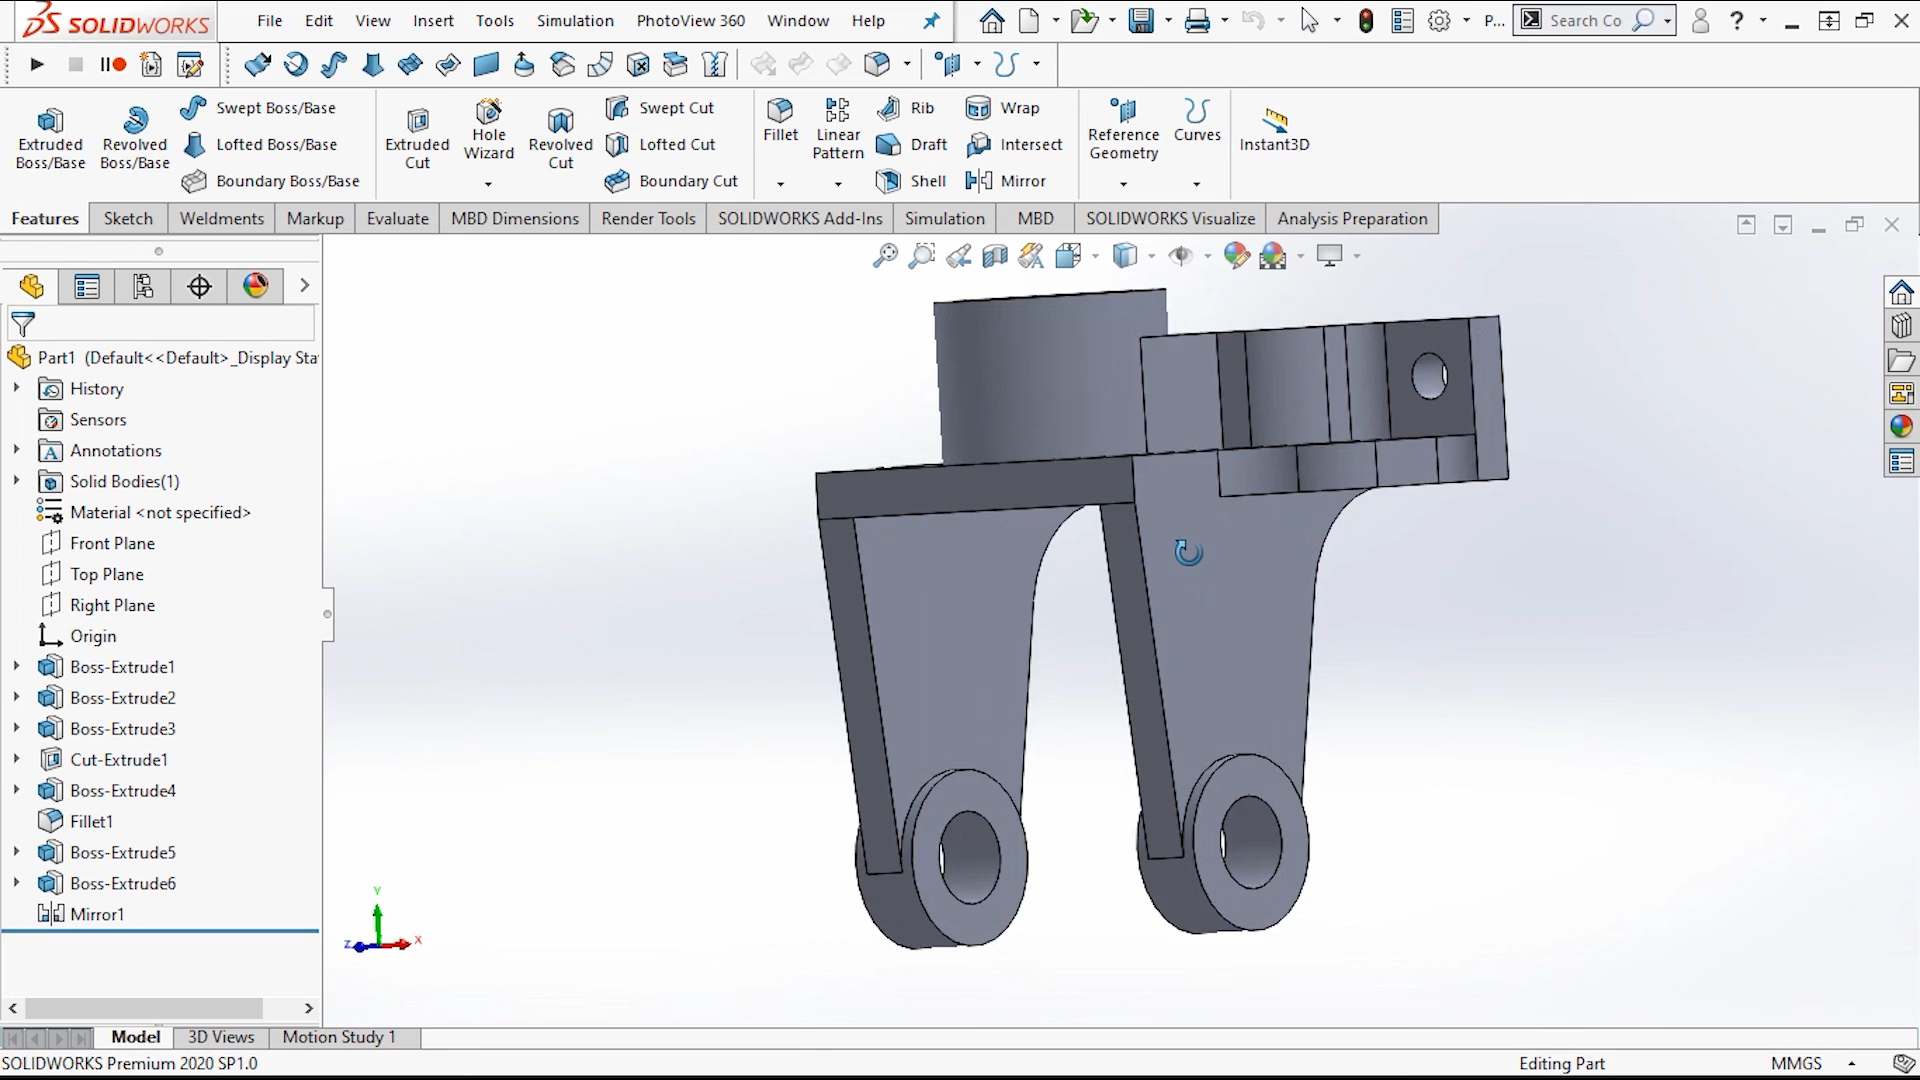 SOLIDWORKS File Edit View Insert Tools Simulation PhotoView 360 Window Help P... Search Co ?
Extruded Boss/Base
Revolved Boss/Base
Swept Boss/Base
Lofted Boss/Base
Boundary Boss/Base
Extruded Cut
Hole Wizard
Revolved Cut
Swept Cut
Lofted Cut
Boundary Cut
Fillet
Linear Pattern
Rib
Draft
Shell
Wrap
Intersect
Mirror
Reference Geometry
Curves
Instant3D
Features Sketch Weldments Markup Evaluate MBD Dimensions Render Tools SOLIDWORKS Add-Ins Simulation MBD SOLIDWORKS Visualize Analysis Preparation
Part1 (Default<<Default>_Display Sta
History
Sensors
A Annotations
Solid Bodies(1)
Material <not specified>
Front Plane
Top Plane
Right Plane
Origin
Boss-Extrude1
Boss-Extrude2
Boss-Extrude3
Cut-Extrude1
Boss-Extrude4
Fillet1
Boss-Extrude5
Boss-Extrude6
Mirror1
Y
Z X
Model 3D Views Motion Study 1
SOLIDWORKS Premium 2020 SP1.0 Editing Part MMGS